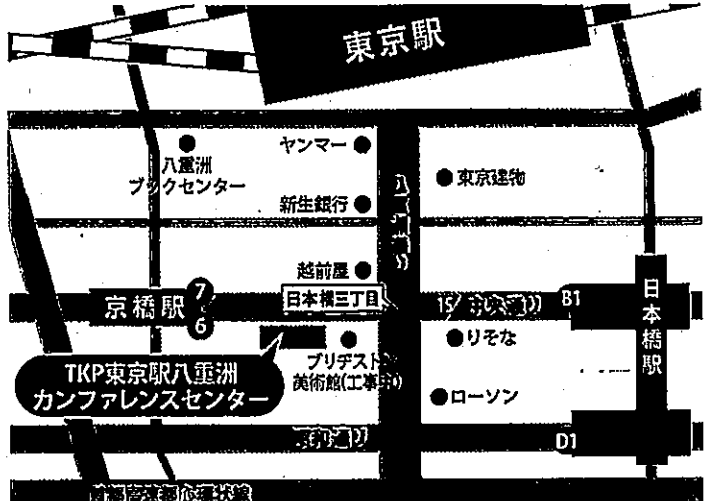 東京駅
八重洲
ブックセンター
ヤンマー
東京建物
新生銀行
越前屋
日本橋三丁目
京橋駅
7
6
B1
日本橋駅
TKP東京駅八重洲
カンファレンスセンター
りそな
ローソン
D1